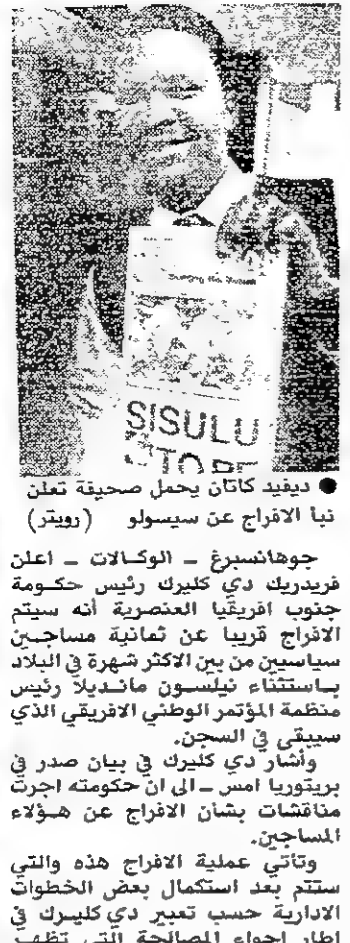 SISULU
● ديفيد كاتان يحمل صحيفة تعلن
نبأ الافراج عن سيسولو (رويتر)
جوهانسبرغ - الوكالات - اعلن
فريدريك دي كليرك رئيس حكومة
جنوب افريقيا العنصرية أنه سيتم
الافراج قريبا عن ثمانية مساجين
سياسيين من بين الاكثر شهرة في البلاد
باستثناء نيلسون مانديلا رئيس
منظمة المؤتمر الوطني الافريقي الذي
سيبقى في السجن.
وأشار دي كليرك في بيان صدر في
بريتوريا امس - الى ان حكومته اجرت
مناقشات بشأن الافراج عن هؤلاء
المساجين.
وتأتي عملية الافراج هذه والتي
ستتم بعد استكمال بعض الخطوات
الادارية حسب تعبير دي كليرك في
اطار اجواء المصالحة التي تظهر